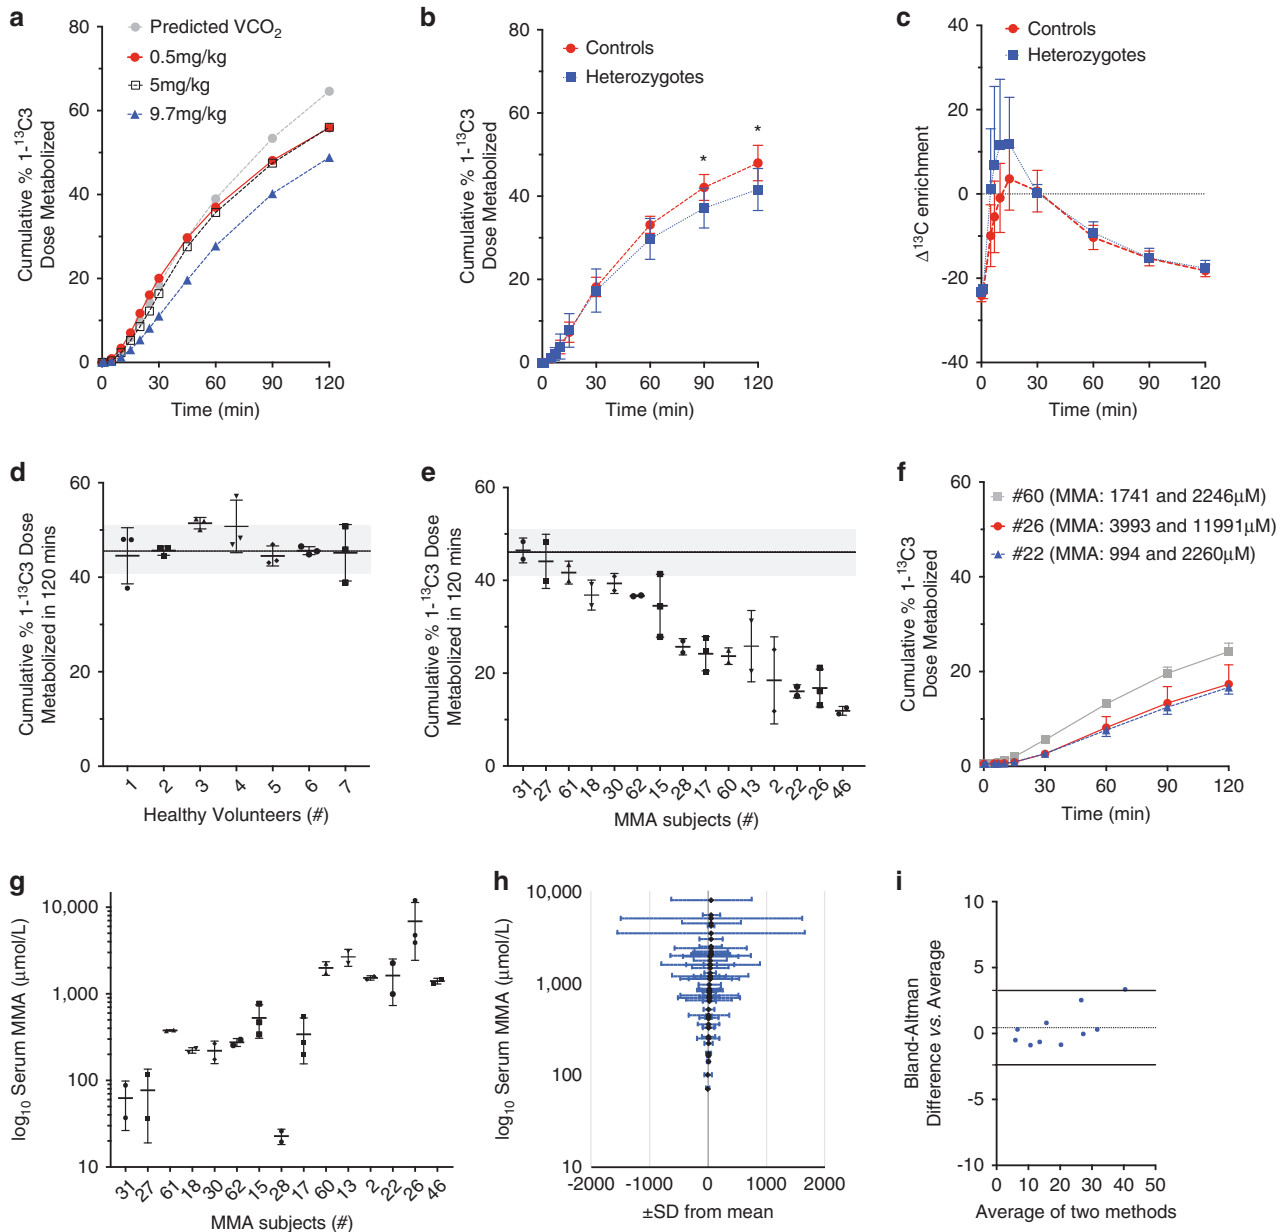 a
Cumulative % 1-¹³C3
Dose Metabolized
80
60
40
20
0
Predicted VCO₂
0.5mg/kg
5mg/kg
9.7mg/kg
0
30
60
90
120
Time (min)
b
Cumulative % 1-¹³C3
Dose Metabolized
80
60
40
20
0
Controls
Heterozygotes
*
*
0
30
60
90
120
Time (min)
c
Δ¹³C enrichment
40
20
0
-20
-40
Controls
Heterozygotes
0
30
60
90
120
Time (min)
d
Cumulative % 1-¹³C3 Dose
Metabolized in 120 mins
60
40
20
0
1
2
3
4
5
6
7
Healthy Volunteers (#)
e
Cumulative % 1-¹³C3 Dose
Metabolized in 120 mins
60
40
20
0
31
27
61
18
30
62
15
28
17
60
13
2
22
26
46
MMA subjects (#)
f
Cumulative % 1-¹³C3
Dose Metabolized
60
40
20
0
#60 (MMA: 1741 and 2246µM)
#26 (MMA: 3993 and 11991µM)
#22 (MMA: 994 and 2260µM)
0
30
60
90
120
Time (min)
g
log₁₀ Serum MMA (µmol/L)
10,000
1,000
100
10
31
27
61
18
30
62
15
28
17
60
13
2
22
26
46
MMA subjects (#)
h
log₁₀ Serum MMA (µmol/L)
10,000
1,000
100
10
-2000
-1000
0
1000
2000
±SD from mean
i
Bland-Altman
Difference vs. Average
10
5
0
-5
-10
0
10
20
30
40
50
Average of two methods